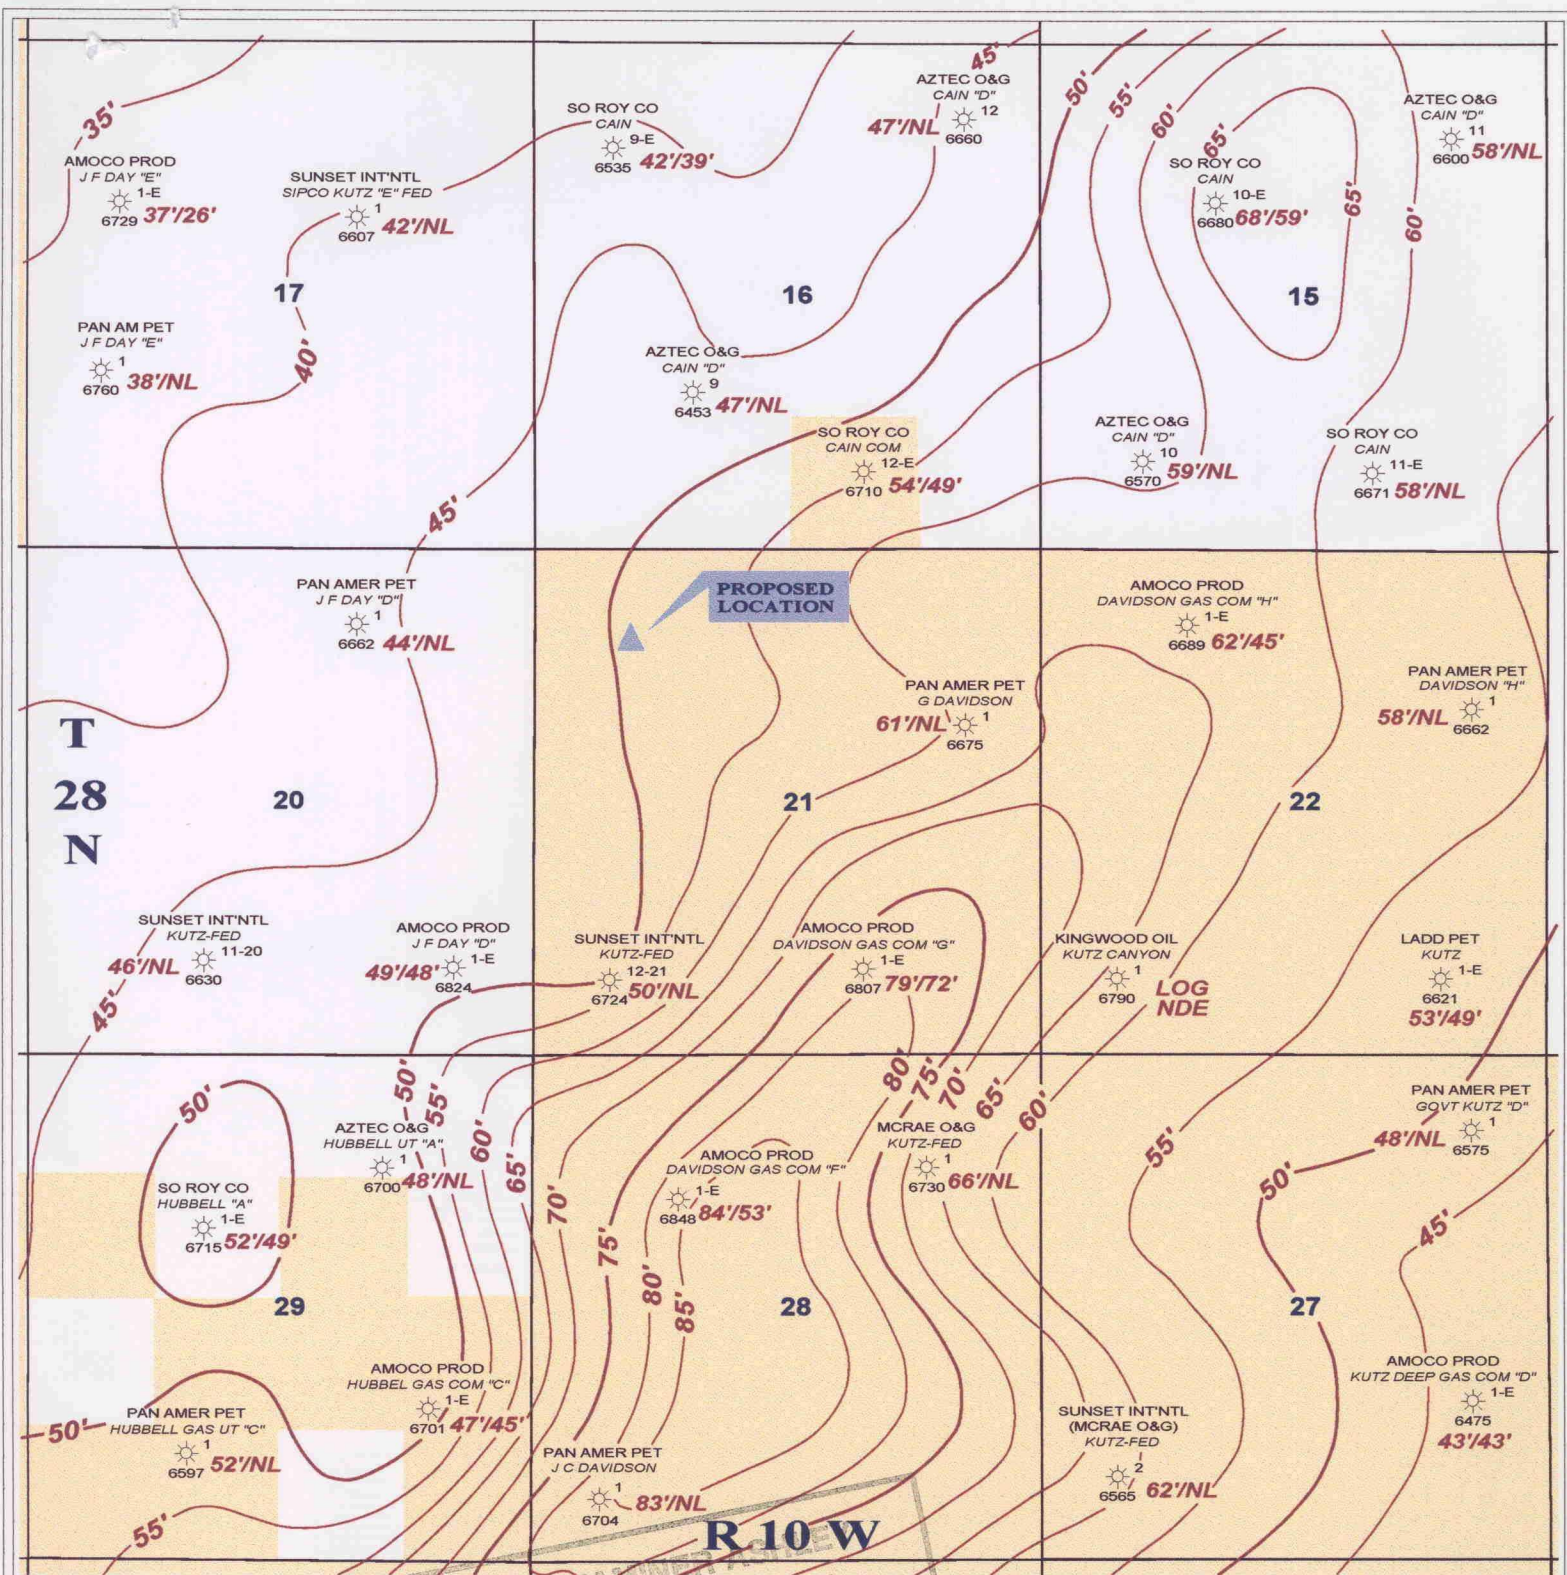 35'
AMOCO PROD
J F DAY "E"
1-E
6729 37'/26'
SUNSET INT'NTL
SIPCO KUTZ "E" FED
1
6607 42'/NL
17
PAN AM PET
J F DAY "E"
1
6760 38'/NL
40'
45'
SO ROY CO
CAIN
9-E
6535 42'/39'
45'
AZTEC O&G
CAIN "D"
12
47'/NL 6660
16
AZTEC O&G
CAIN "D"
9
6453 47'/NL
SO ROY CO
CAIN COM
12-E
6710 54'/49'
50'
55'
60'
65'
SO ROY CO
CAIN
10-E
6680 68'/59'
65'
60'
AZTEC O&G
CAIN "D"
11
6600 58'/NL
15
AZTEC O&G
CAIN "D"
10
6570 59'/NL
SO ROY CO
CAIN
11-E
6671 58'/NL
PAN AMER PET
J F DAY "D"
1
6662 44'/NL
T
28
N
20
SUNSET INT'NTL
KUTZ-FED
11-20
46'/NL 6630
AMOCO PROD
J F DAY "D"
1-E
49'/48' 6824
45'
PROPOSED
LOCATION
PAN AMER PET
G DAVIDSON
1
61'/NL 6675
21
SUNSET INT'NTL
KUTZ-FED
12-21
6724 50'/NL
AMOCO PROD
DAVIDSON GAS COM "G"
1-E
6807 79'/72'
AMOCO PROD
DAVIDSON GAS COM "H"
1-E
6689 62'/45'
PAN AMER PET
DAVIDSON "H"
1
58'/NL 6662
22
KINGWOOD OIL
KUTZ CANYON
1
6790 LOG
NDE
LADD PET
KUTZ
1-E
6621
53'/49'
50'
50'
55'
60'
65'
70'
75'
80'
85'
AZTEC O&G
HUBBELL UT "A"
1
6700 48'/NL
SO ROY CO
HUBBELL "A"
1-E
6715 52'/49'
29
AMOCO PROD
HUBBEL GAS COM "C"
1-E
6701 47'/45'
50'
PAN AMER PET
HUBBELL GAS UT "C"
1
6597 52'/NL
55'
80'
75'
70'
65'
60'
MCRAE O&G
KUTZ-FED
1
6730 66'/NL
AMOCO PROD
DAVIDSON GAS COM "F"
1-E
6848 84'/53'
28
PAN AMER PET
J C DAVIDSON
1
6704 83'/NL
R 10 W
55'
50'
45'
PAN AMER PET
GOVT KUTZ "D"
1
48'/NL 6575
27
AMOCO PROD
KUTZ DEEP GAS COM "D"
1-E
6475
43'/43'
SUNSET INT'NTL
(MCRAE O&G)
KUTZ-FED
2
6565 62'/NL